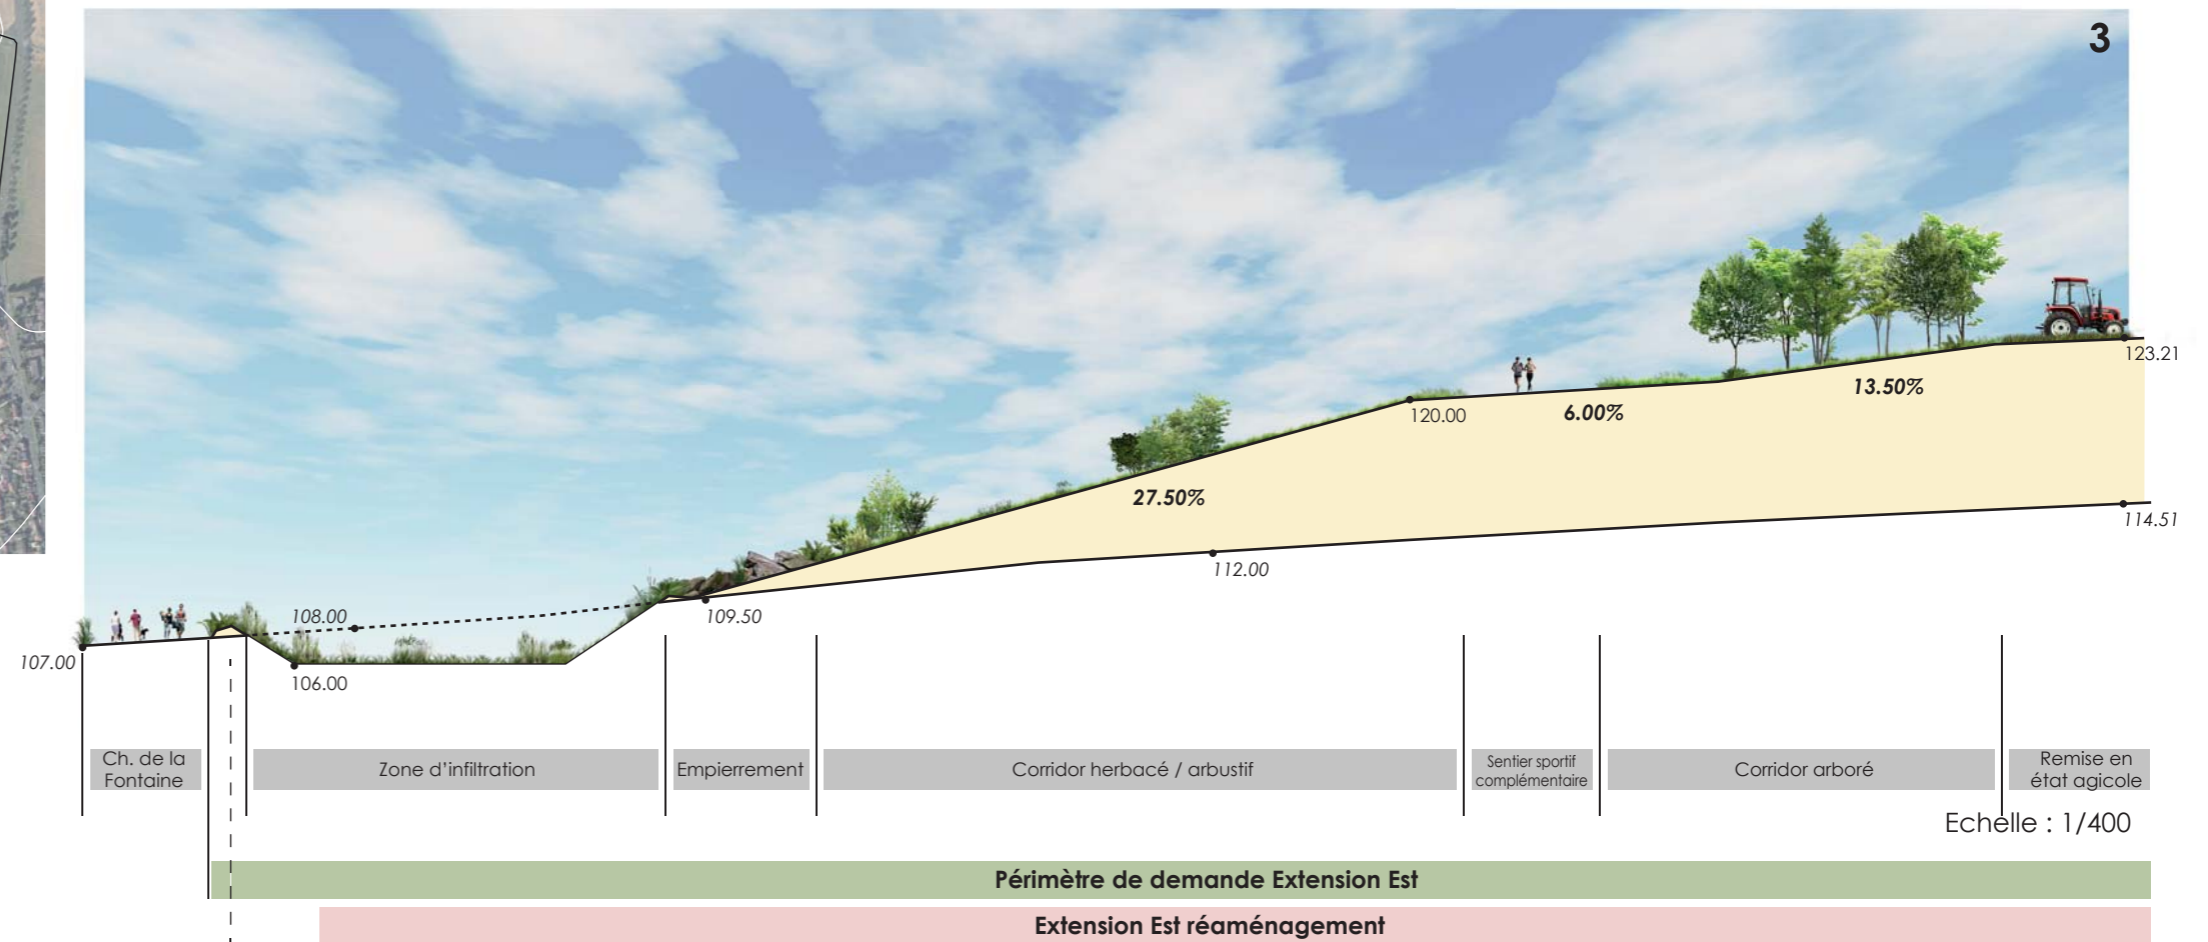 3
123.21
13.50%
120.00
6.00%
27.50%
114.51
112.00
109.50
108.00
107.00
106.00
Ch. de la
Fontaine
Zone d'infiltration
Empierrement
Corridor herbacé / arbustif
Sentier sportif
complémentaire
Corridor arboré
Remise en
état agicole
Echelle : 1/400
Périmètre de demande Extension Est
Extension Est réaménagement